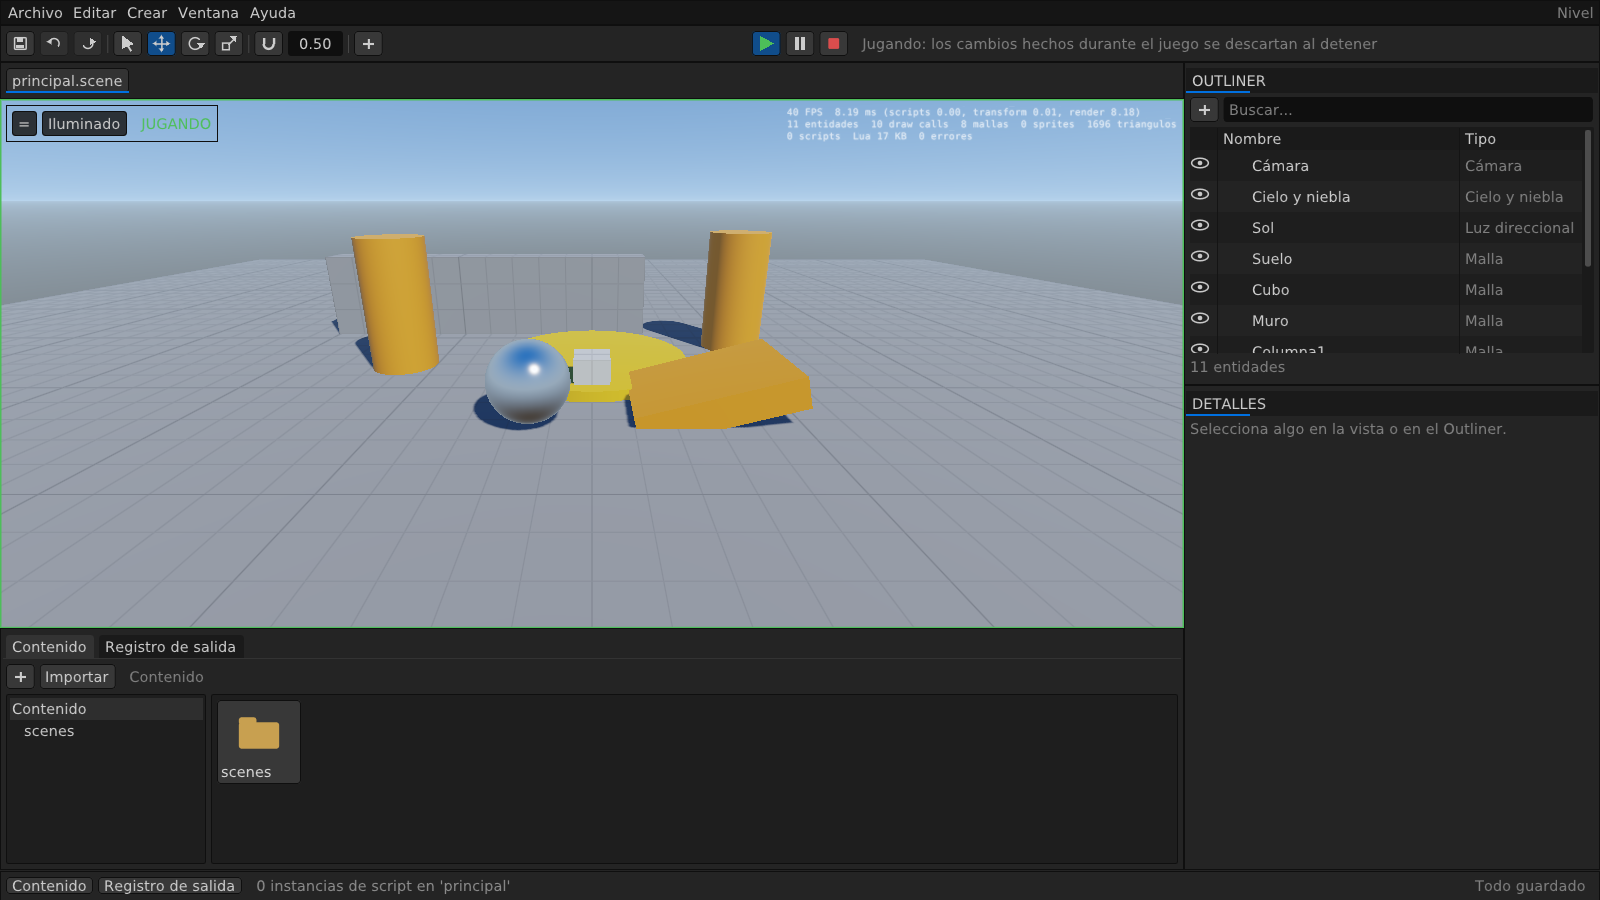 Archivo Editar Crear Ventana Ayuda Nivel
0.50 Jugando: los cambios hechos durante el juego se descartan al detener
principal.scene
= Iluminado JUGANDO
40 FPS 8.19 ms (scripts 0.00, transform 0.01, render 8.18)
11 entidades 10 draw calls 8 mallas 0 sprites 1696 triangulos
0 scripts Lua 17 KB 0 errores
OUTLINER
+ Buscar...
Nombre Tipo
Cámara Cámara
Cielo y niebla Cielo y niebla
Sol Luz direccional
Suelo Malla
Cubo Malla
Muro Malla
Columna1 Malla
11 entidades
DETALLES
Selecciona algo en la vista o en el Outliner.
Contenido Registro de salida
+ Importar Contenido
Contenido
scenes
scenes
Contenido Registro de salida 0 instancias de script en 'principal' Todo guardado